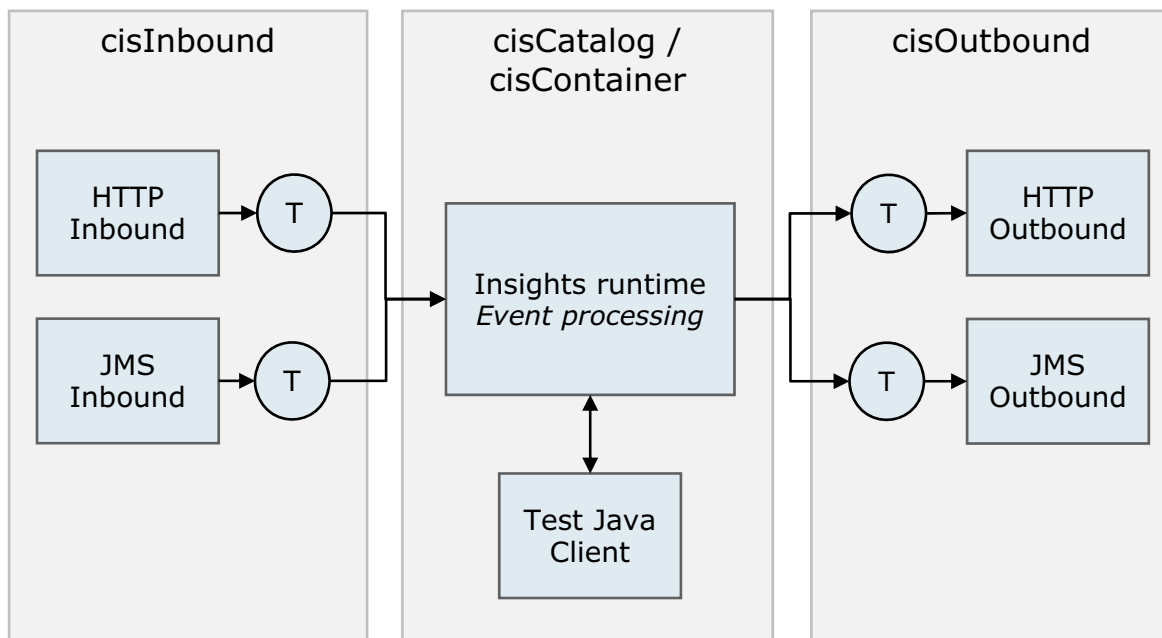 cisInbound
HTTP
Inbound
T
JMS
Inbound
T
cisCatalog /
cisContainer
Insights runtime
Event processing
Test Java
Client
cisOutbound
T
HTTP
Outbound
T
JMS
Outbound